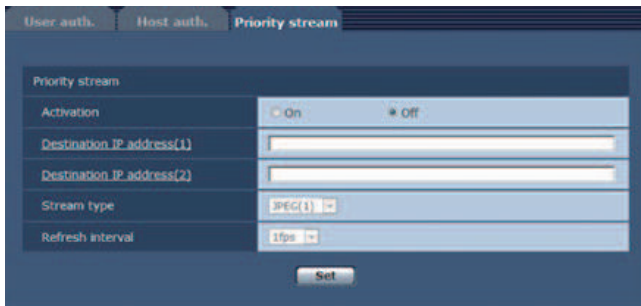 User auth. Host auth. Priority stream
Priority stream
Activation On Off
Destination IP address(1)
Destination IP address(2)
Stream type JPEG(1)
Refresh interval 1fps
Set